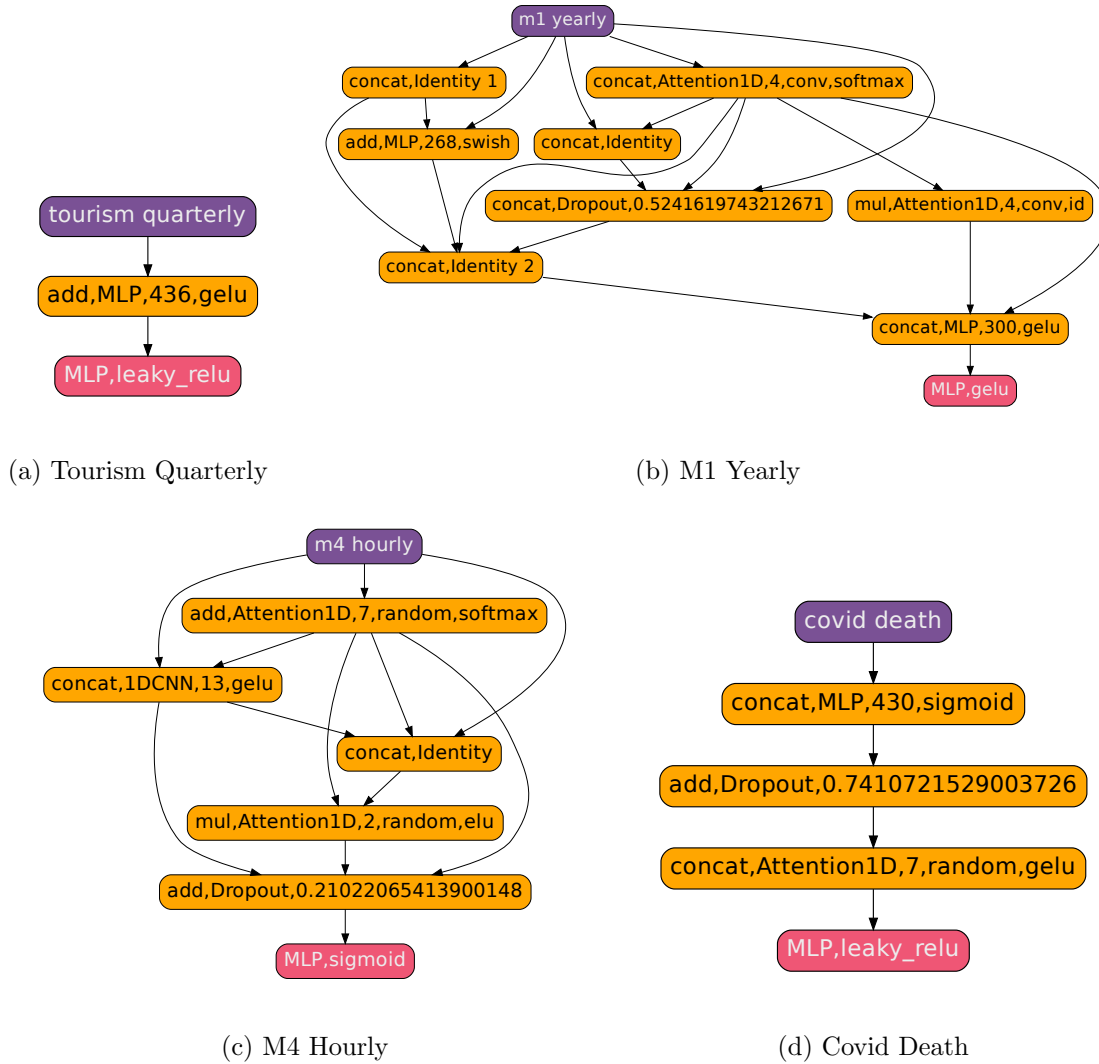 tourism quarterly
add,MLP,436,gelu
MLP,leaky_relu
(a) Tourism Quarterly
m1 yearly
concat,Identity 1
concat,Attention1D,4,conv,softmax
add,MLP,268,swish
concat,Identity
concat,Dropout,0.5241619743212671
mul,Attention1D,4,conv,id
concat,Identity 2
concat,MLP,300,gelu
MLP,gelu
(b) M1 Yearly
m4 hourly
add,Attention1D,7,random,softmax
concat,1DCNN,13,gelu
concat,Identity
mul,Attention1D,2,random,elu
add,Dropout,0.21022065413900148
MLP,sigmoid
(c) M4 Hourly
covid death
concat,MLP,430,sigmoid
add,Dropout,0.7410721529003726
concat,Attention1D,7,random,gelu
MLP,leaky_relu
(d) Covid Death